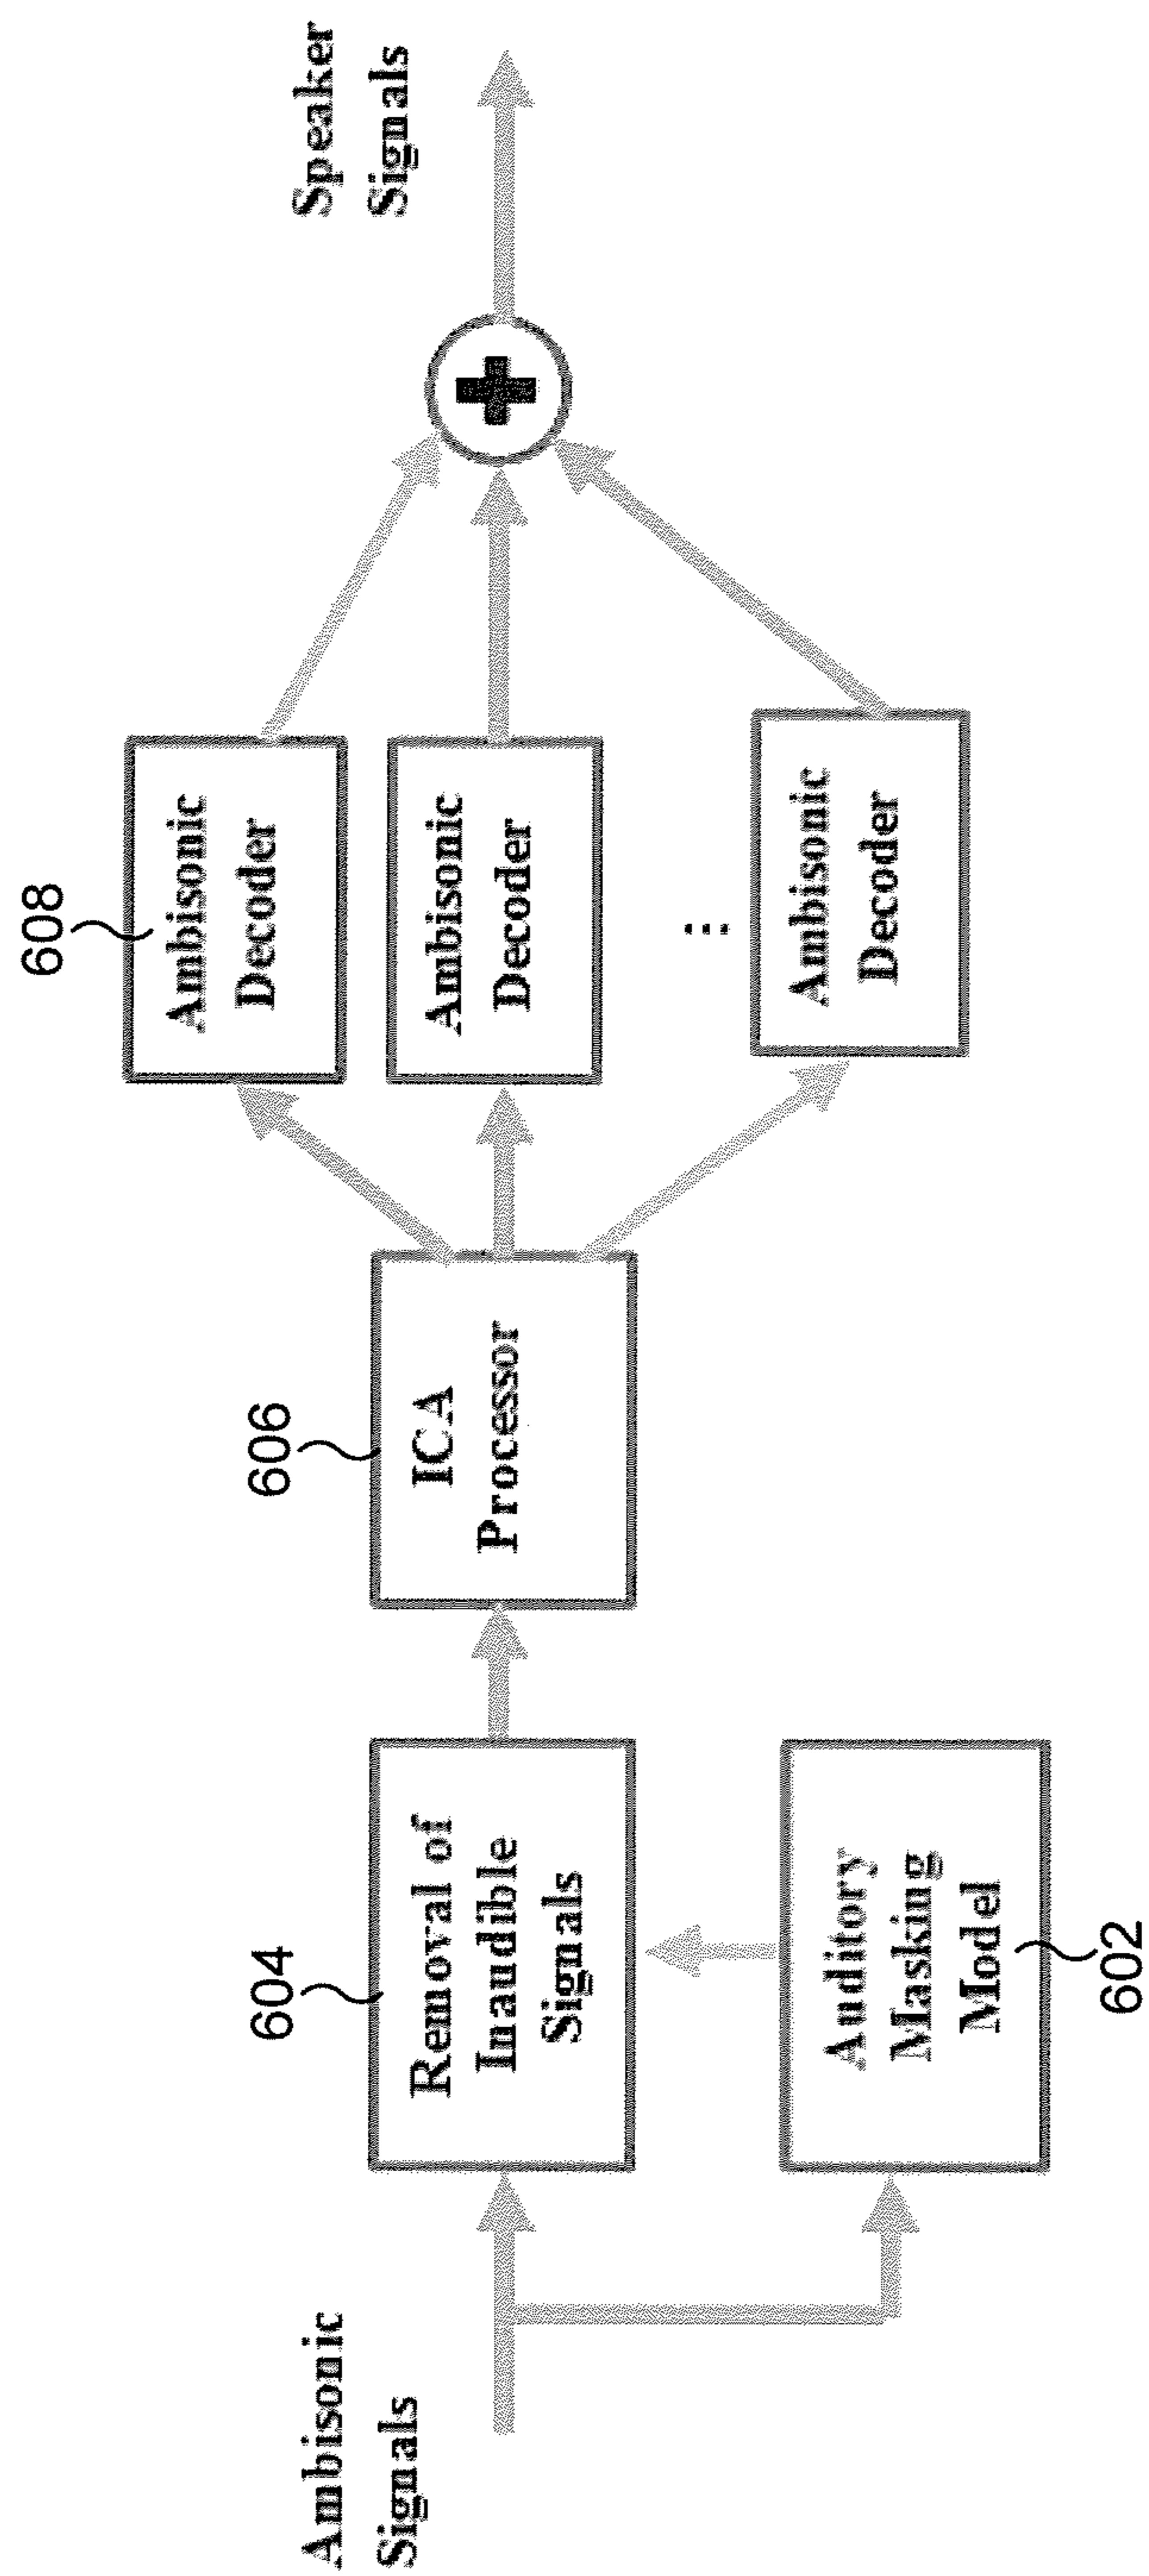 Ambisonic
Signals
604
Removal of
Inaudible
Signals
Auditory
Masking
Model
602
606
ICA
Processor
608
Ambisonic
Decoder
Ambisonic
Decoder
...
Ambisonic
Decoder
+
Speaker
Signals